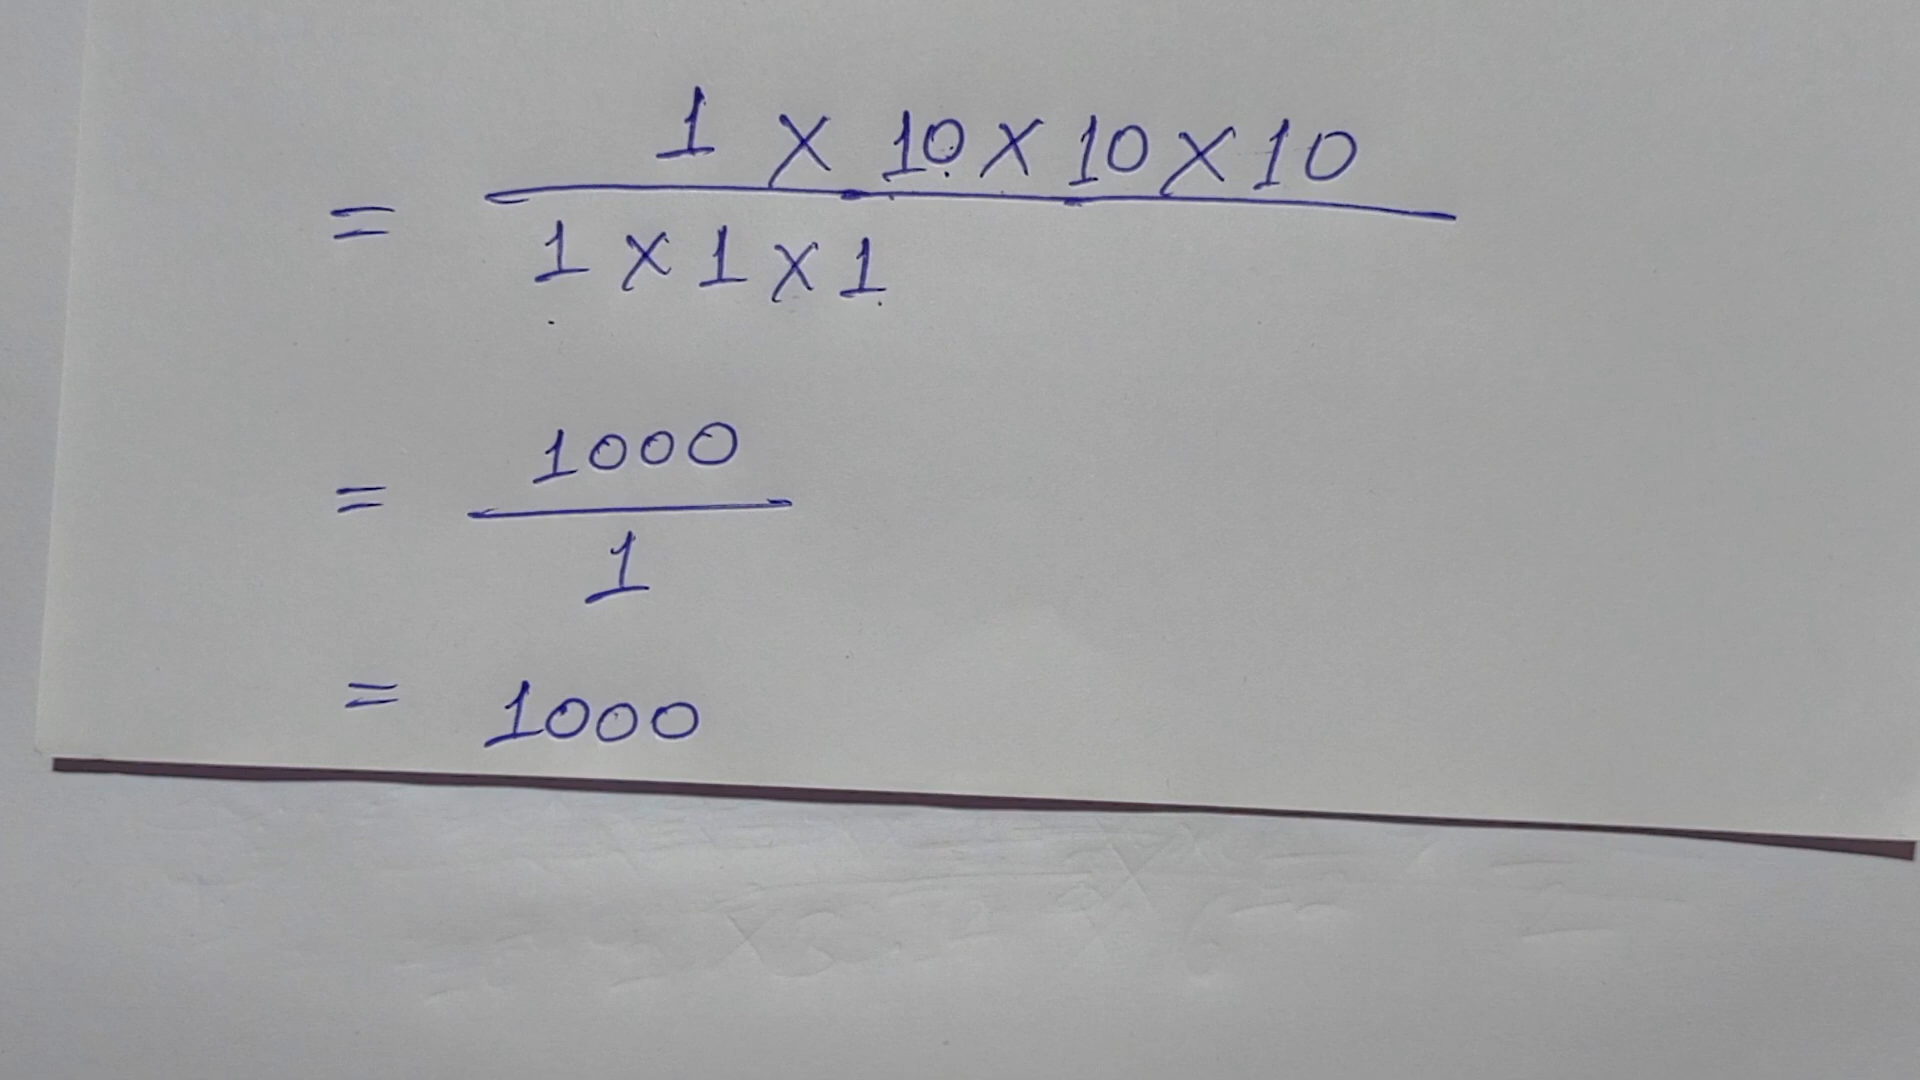 = 1 × 10 × 10 × 10
1 × 1 × 1
= 1000
1
= 1000